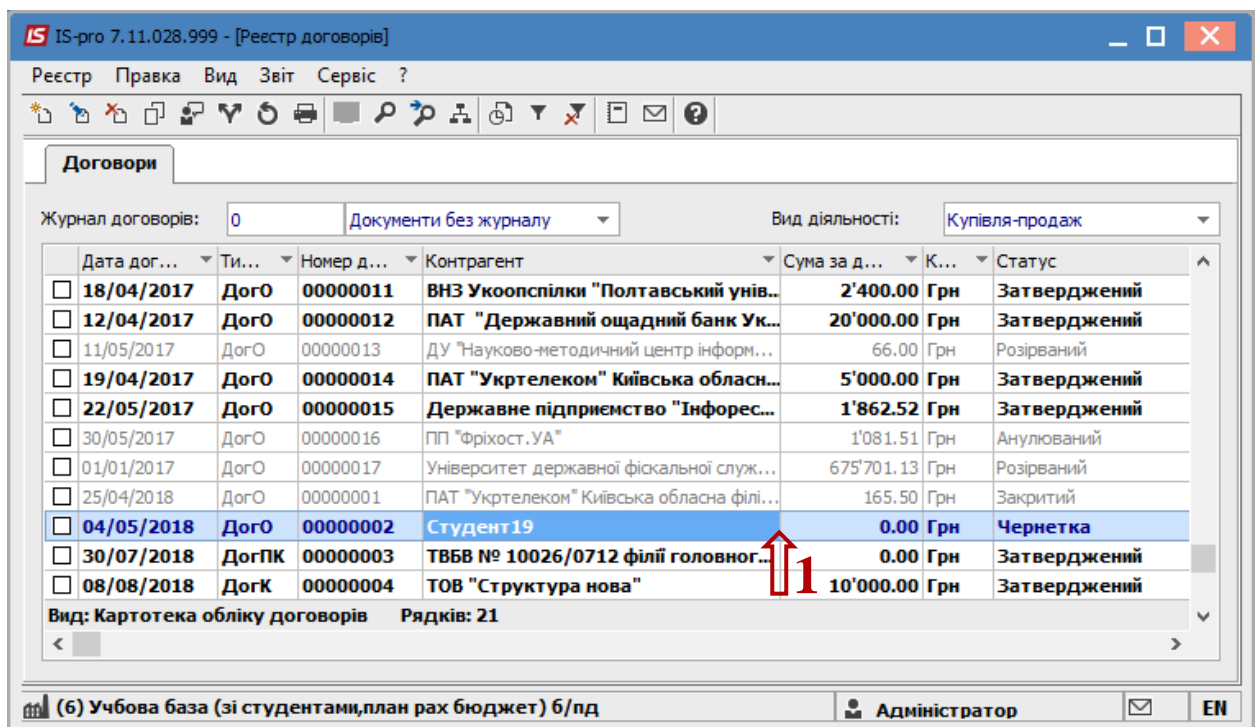 IS-pro 7.11.028.999 - [Реєстр договорів]
Реєстр Правка Вид Звіт Сервіс ?
Договори
Журнал договорів: 0 Документи без журналу Вид діяльності: Купівля-продаж
Дата дог... Ти... Номер д... Контрагент Сума за д... К... Статус
18/04/2017 ДогО 00000011 ВНЗ Укоопспілки "Полтавський унів... 2'400.00 Грн Затверджений
12/04/2017 ДогО 00000012 ПАТ "Державний ощадний банк Ук... 20'000.00 Грн Затверджений
11/05/2017 ДогО 00000013 ДУ "Науково-методичний центр інформ... 66.00 Грн Розірваний
19/04/2017 ДогО 00000014 ПАТ "Укртелеком" Київська обласн... 5'000.00 Грн Затверджений
22/05/2017 ДогО 00000015 Державне підприємство "Інфорес... 1'862.52 Грн Затверджений
30/05/2017 ДогО 00000016 ПП "Фріхост.УА" 1'081.51 Грн Анулюваний
01/01/2017 ДогО 00000017 Університет державної фіскальної служ... 675'701.13 Грн Розірваний
25/04/2018 ДогО 00000001 ПАТ "Укртелеком" Київська обласна філі... 165.50 Грн Закритий
04/05/2018 ДогО 00000002 Студент19 0.00 Грн Чернетка
30/07/2018 ДогПК 00000003 ТВБВ № 10026/0712 філії головног... 0.00 Грн Затверджений
08/08/2018 ДогК 00000004 ТОВ "Структура нова" 10'000.00 Грн Затверджений
1
Вид: Картотека обліку договорів Рядків: 21
(6) Учбова база (зі студентами,план рах бюджет) б/пд Адміністратор EN